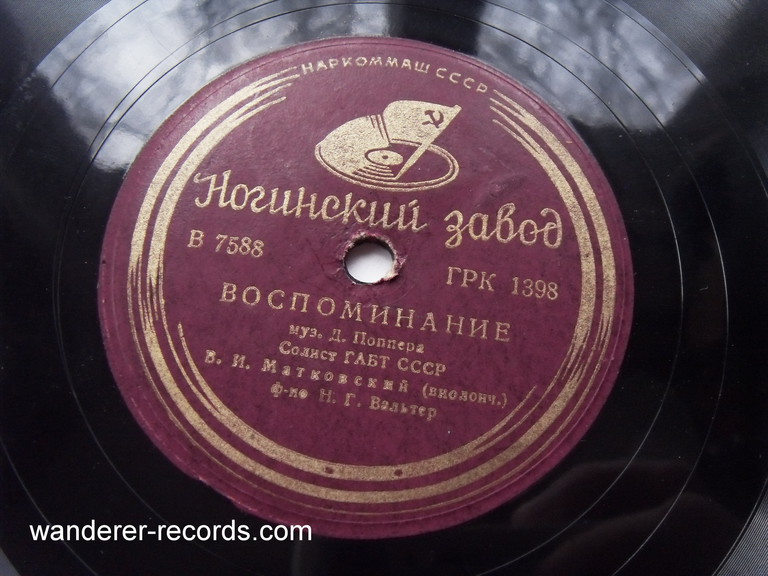 НАРКОММАШ СССР
Ногинский завод
В 7588
ГРК 1398
ВОСПОМИНАНИЕ
муз. Д. Поппера
Солист ГАБТ СССР
В. И. Матковский (виолонч.)
ф-но Н. Г. Вальтер
wanderer-records.com